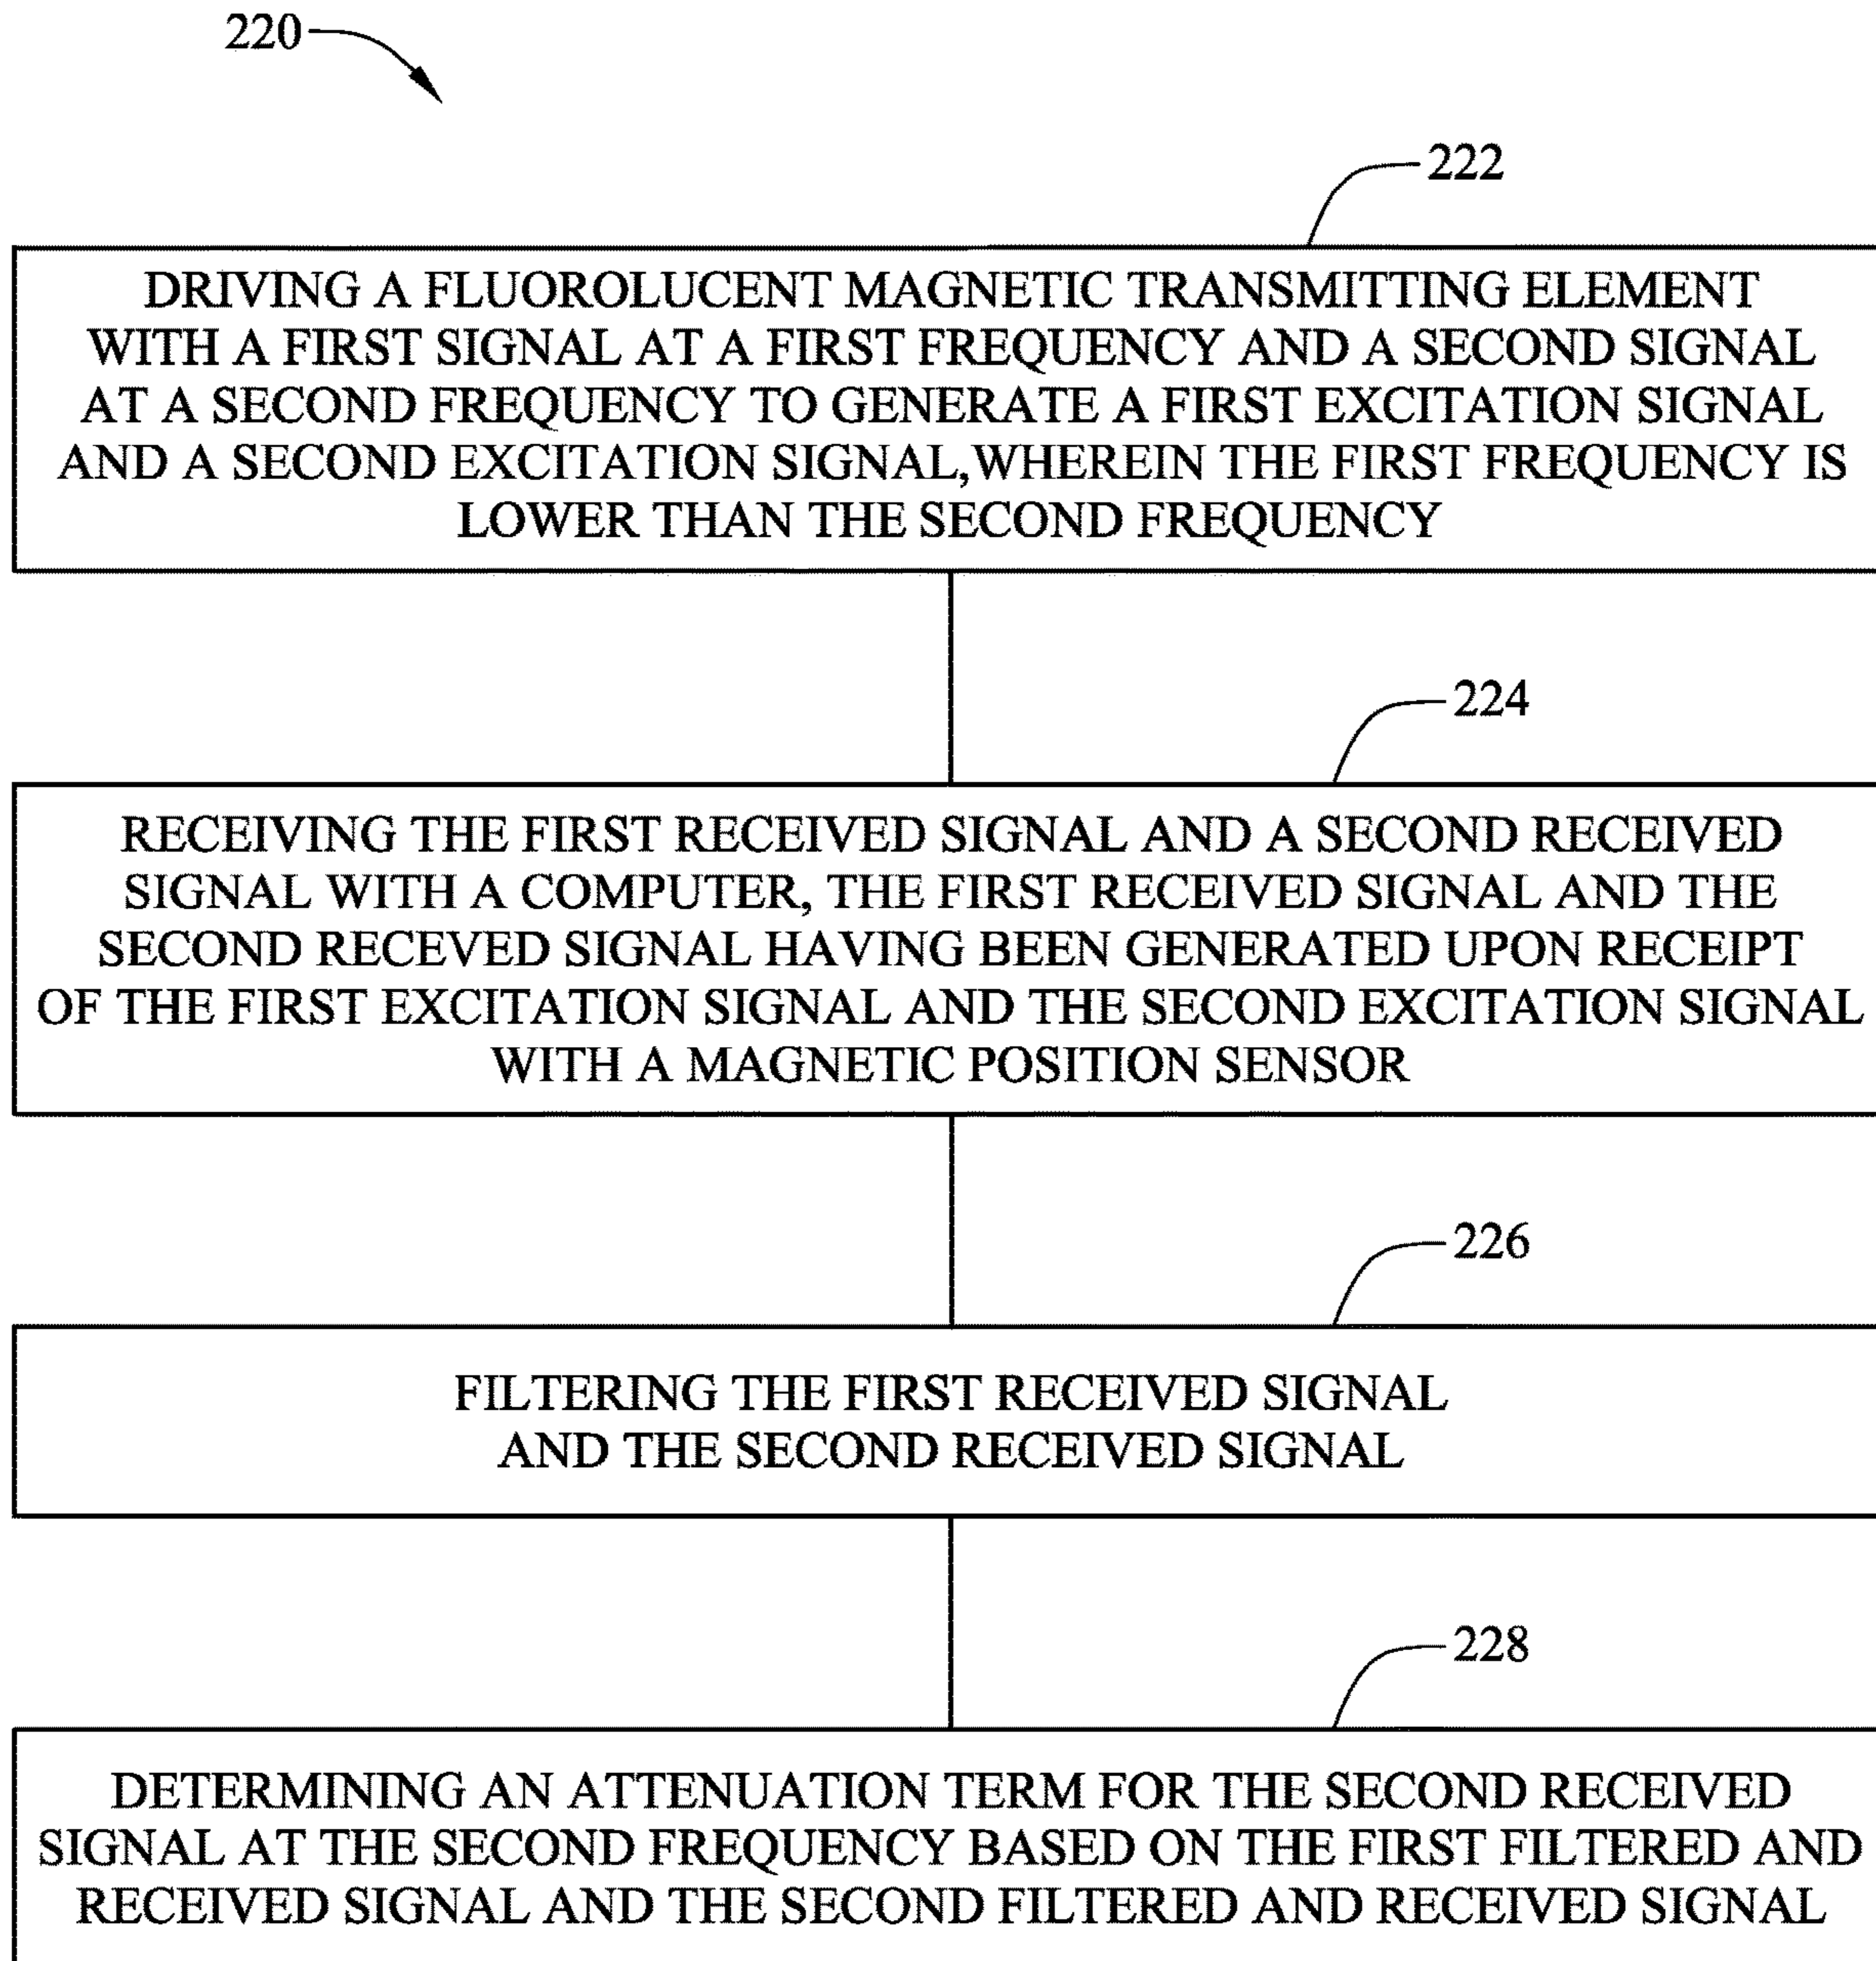 220
222
DRIVING A FLUOROLUCENT MAGNETIC TRANSMITTING ELEMENT
WITH A FIRST SIGNAL AT A FIRST FREQUENCY AND A SECOND SIGNAL
AT A SECOND FREQUENCY TO GENERATE A FIRST EXCITATION SIGNAL
AND A SECOND EXCITATION SIGNAL,WHEREIN THE FIRST FREQUENCY IS
LOWER THAN THE SECOND FREQUENCY
224
RECEIVING THE FIRST RECEIVED SIGNAL AND A SECOND RECEIVED
SIGNAL WITH A COMPUTER, THE FIRST RECEIVED SIGNAL AND THE
SECOND RECEVED SIGNAL HAVING BEEN GENERATED UPON RECEIPT
OF THE FIRST EXCITATION SIGNAL AND THE SECOND EXCITATION SIGNAL
WITH A MAGNETIC POSITION SENSOR
226
FILTERING THE FIRST RECEIVED SIGNAL
AND THE SECOND RECEIVED SIGNAL
228
DETERMINING AN ATTENUATION TERM FOR THE SECOND RECEIVED
SIGNAL AT THE SECOND FREQUENCY BASED ON THE FIRST FILTERED AND
RECEIVED SIGNAL AND THE SECOND FILTERED AND RECEIVED SIGNAL